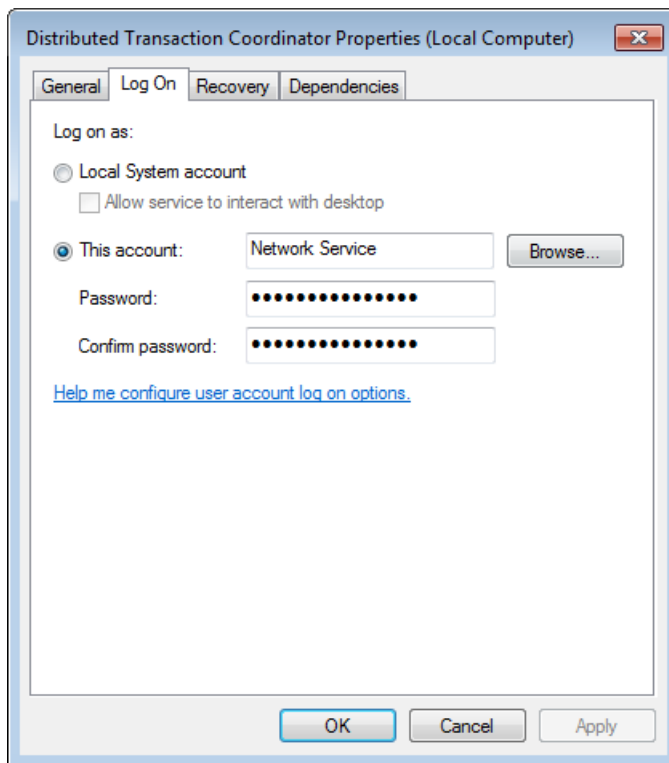 Distributed Transaction Coordinator Properties (Local Computer)
General Log On Recovery Dependencies
Log on as:
Local System account
Allow service to interact with desktop
This account: Network Service Browse...
Password: •••••••••••••••
Confirm password: •••••••••••••••
Help me configure user account log on options.
OK Cancel Apply